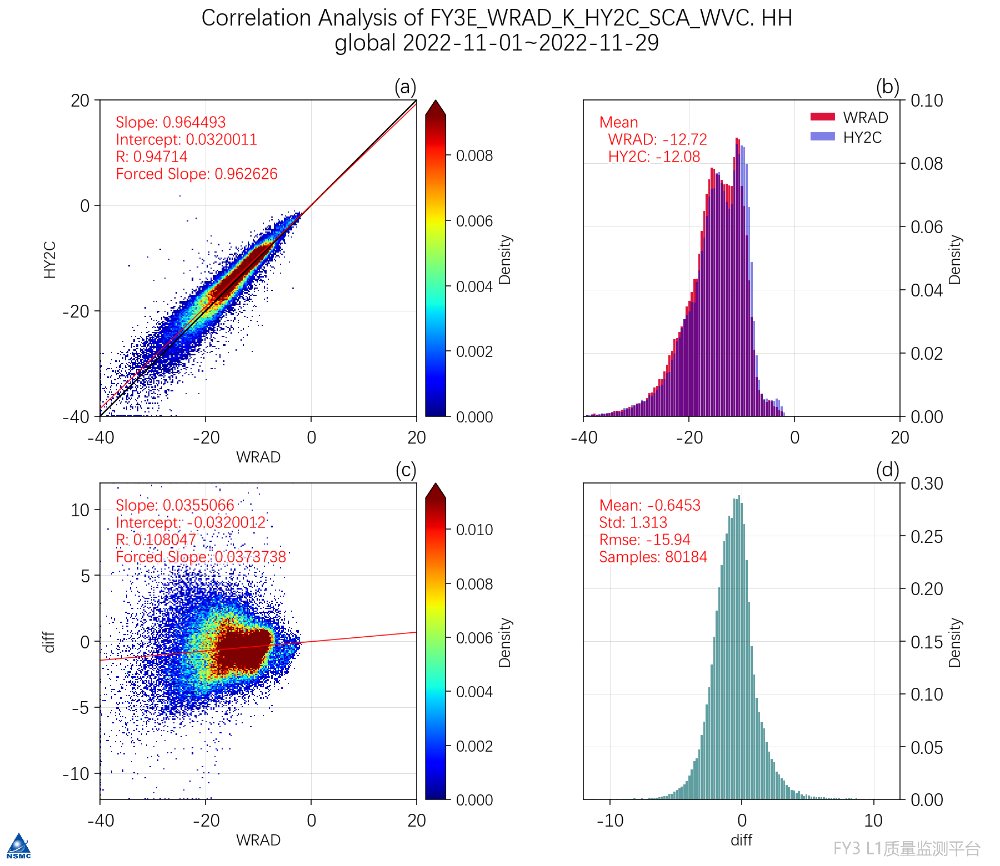 Correlation Analysis of FY3E_WRAD_K_HY2C_SCA_WVC. HH
global 2022-11-01~2022-11-29
(a)
Slope: 0.964493
Intercept: 0.0320011
R: 0.94714
Forced Slope: 0.962626
20
0
-20
-40
HY2C
-40 -20 0 20
WRAD
0.008
0.006
0.004
0.002
0.000
Density
(b)
Mean
WRAD: -12.72
HY2C: -12.08
WRAD
HY2C
0.10
0.08
0.06
0.04
0.02
0.00
Density
-40 -20 0 20
(c)
Slope: 0.0355066
Intercept: -0.0320012
R: 0.108047
Forced Slope: 0.0373738
10
5
0
-5
-10
diff
-40 -20 0 20
WRAD
0.010
0.008
0.006
0.004
0.002
0.000
Density
(d)
Mean: -0.6453
Std: 1.313
Rmse: -15.94
Samples: 80184
0.30
0.25
0.20
0.15
0.10
0.05
0.00
Density
-10 0 10
diff
NSMC
FY3 L1质量监测平台